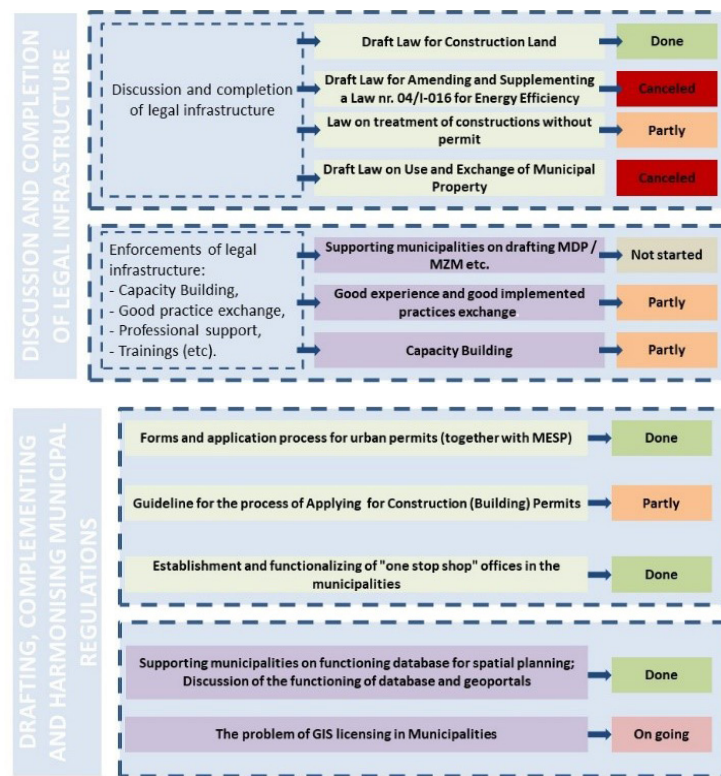 DISCUSSION AND COMPLETION
OF LEGAL INFRASTRUCTURE
Discussion and completion
of legal infrastructure
Draft Law for Construction Land
Done
Draft Law for Amending and Supplementing
a Law nr. 04/I-016 for Energy Efficiency
Canceled
Law on treatment of constructions without
permit
Partly
Draft Law on Use and Exchange of Municipal
Property
Canceled
Enforcements of legal
infrastructure:
- Capacity Building,
- Good practice exchange,
- Professional support,
- Trainings (etc).
Supporting municipalities on drafting MDP /
MZM etc.
Not started
Good experience and good implemented
practices exchange
Partly
Capacity Building
Partly
DRAFTING, COMPLEMENTING
AND HARMONISING MUNICIPAL
REGULATIONS
Forms and application process for urban permits (together with MESP)
Done
Guideline for the process of Applying for Construction (Building) Permits
Partly
Establishment and functionalizing of "one stop shop" offices in the
municipalities
Done
Supporting municipalities on functioning database for spatial planning;
Discussion of the functioning of database and geoportals
Done
The problem of GIS licensing in Municipalities
On going